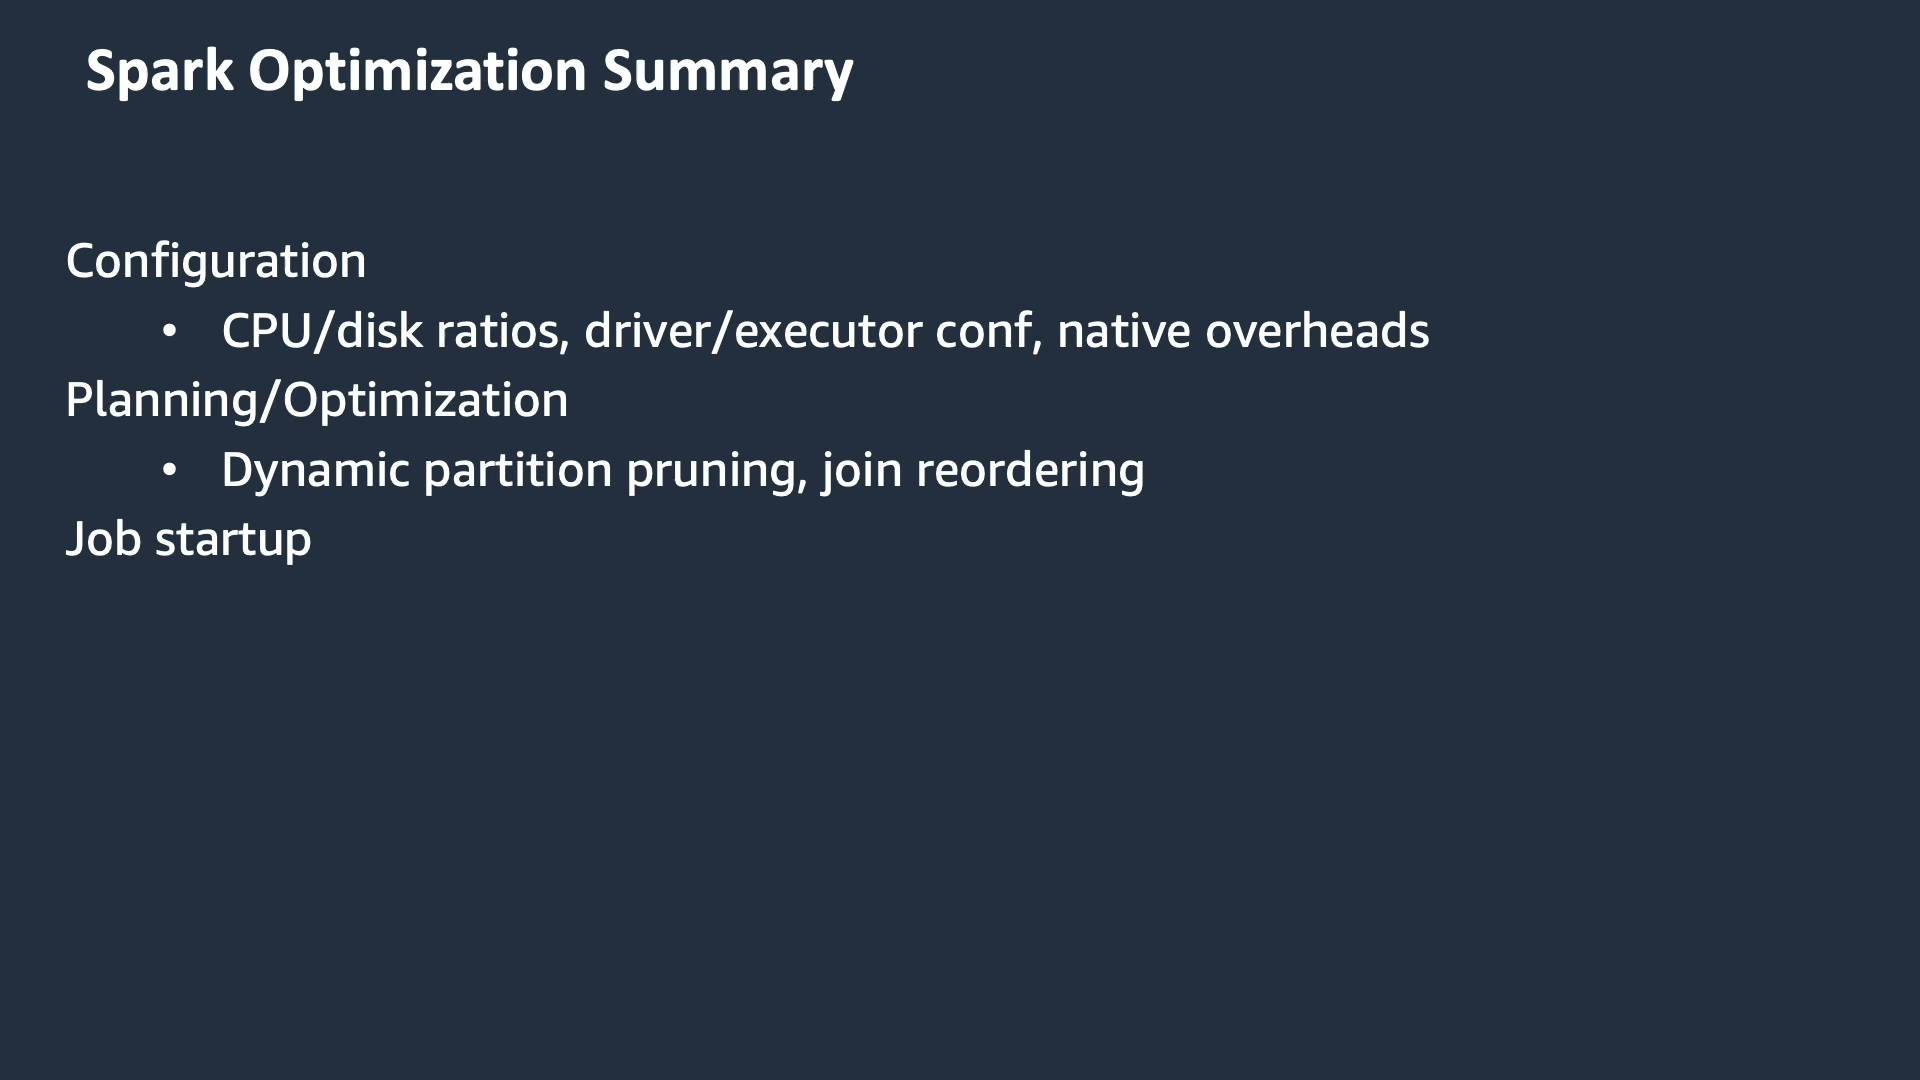 Spark Optimization Summary
Configuration
• CPU/disk ratios, driver/executor conf, native overheads
Planning/Optimization
• Dynamic partition pruning, join reordering
Job startup